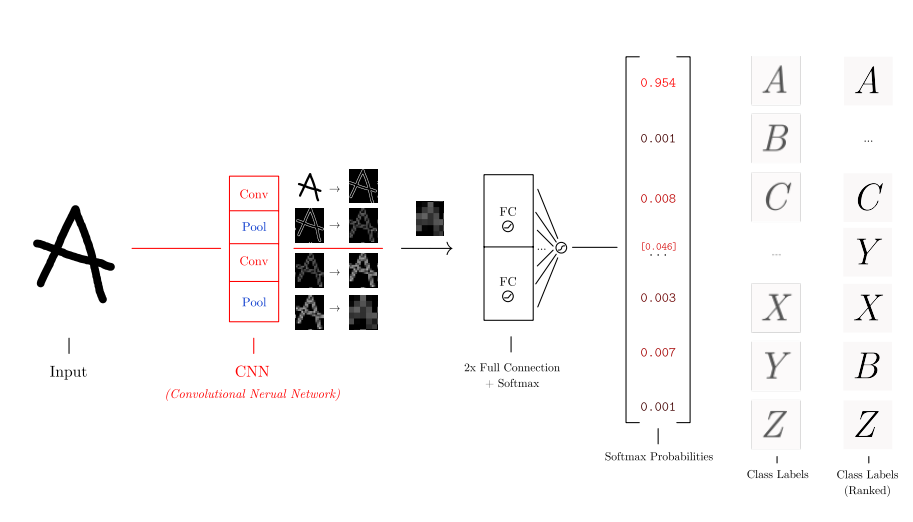 A
Input
Conv
Pool
Conv
Pool
A → A
A → A
A → A
A →
CNN
(Convolutional Nerual Network)
FC
...
FC
2x Full Connection
+ Softmax
0.954
0.001
0.008
[0.046]
...
0.003
0.007
0.001
Softmax Probabilities
A
B
C
...
X
Y
Z
Class Labels
A
...
C
Y
X
B
Z
Class Labels
(Ranked)